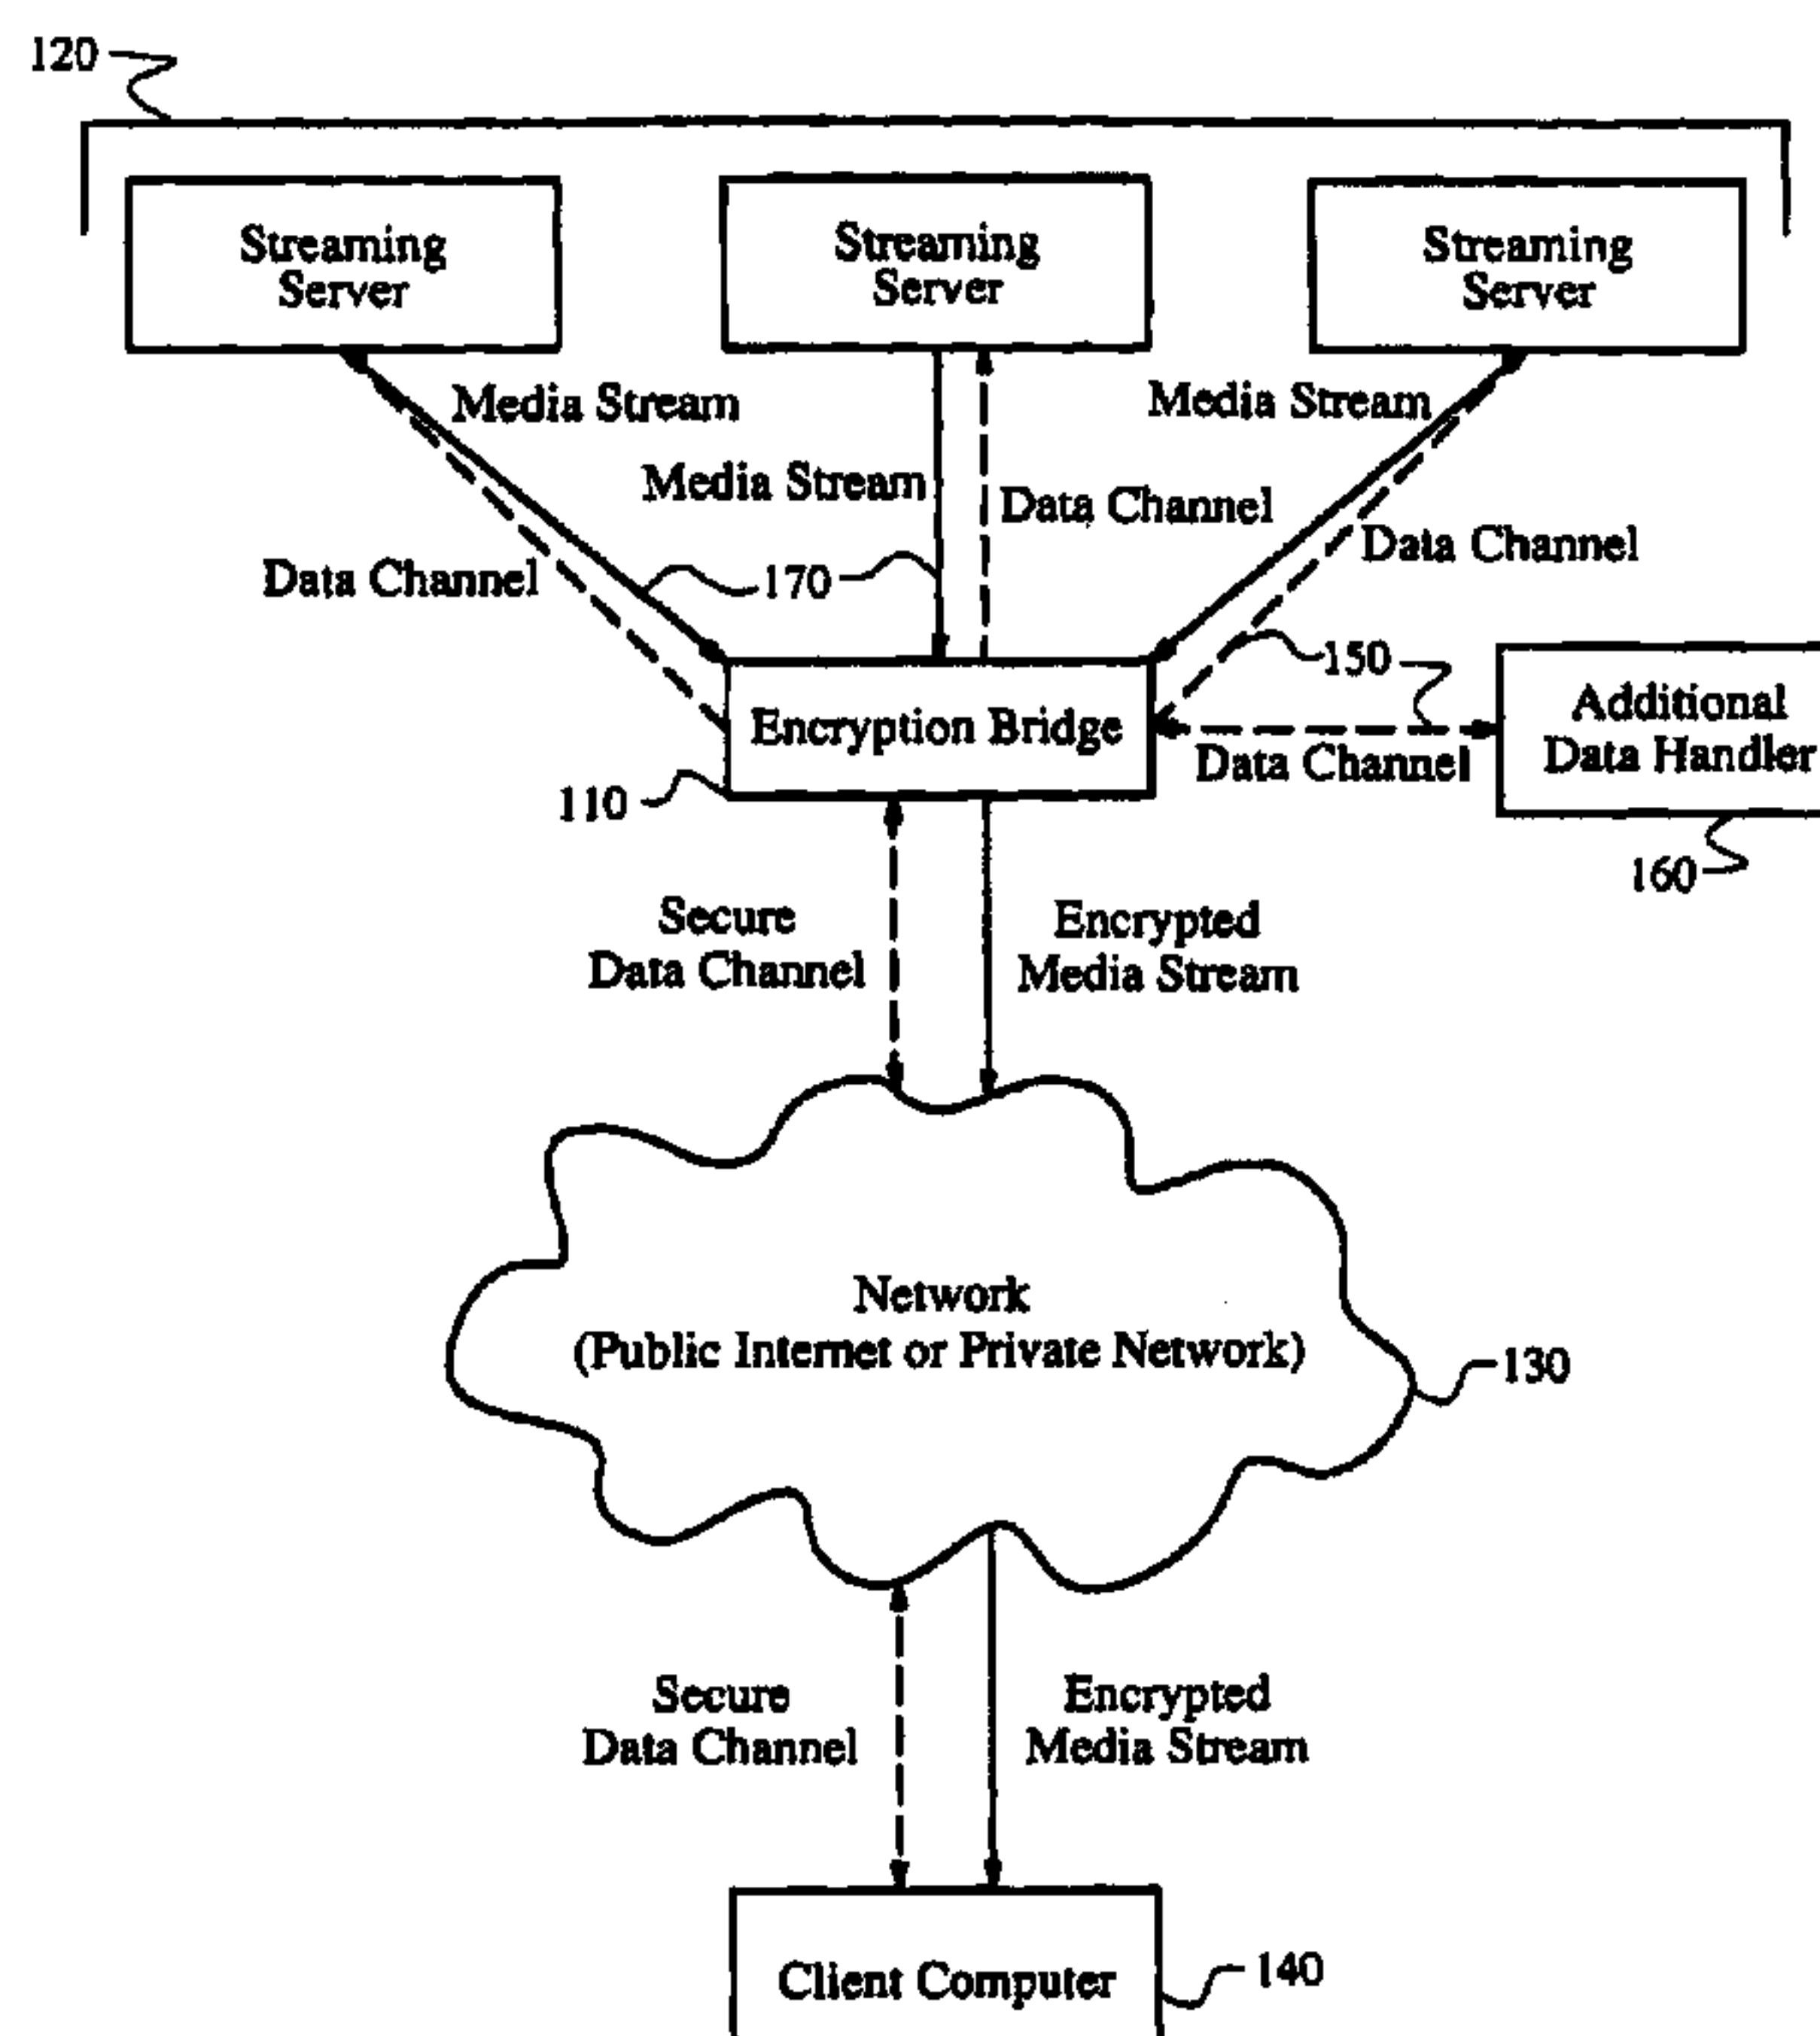 120
Streaming
Server
Streaming
Server
Streaming
Server
Media Stream
Media Stream
Media Stream
Data Channel
Data Channel
Data Channel
170
150
Encryption Bridge
Additional
Data Handler
Data Channel
110
160
Secure
Data Channel
Encrypted
Media Stream
Network
(Public Internet or Private Network)
130
Secure
Data Channel
Encrypted
Media Stream
Client Computer
140